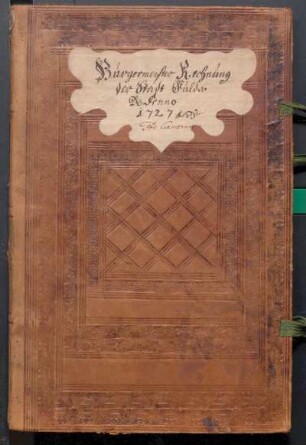 Bürgermeister Rechnung
der Stadt Fulda
De Anno
1727